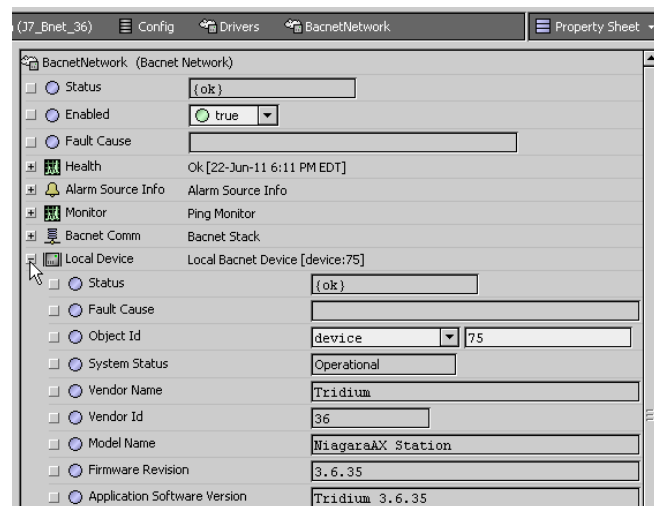 (J7_Bnet_36) Config Drivers BacnetNetwork Property Sheet
BacnetNetwork (Bacnet Network)
Status {ok}
Enabled true
Fault Cause
Health Ok [22-Jun-11 6:11 PM EDT]
Alarm Source Info Alarm Source Info
Monitor Ping Monitor
Bacnet Comm Bacnet Stack
Local Device Local Bacnet Device [device:75]
Status {ok}
Fault Cause
Object Id device 75
System Status Operational
Vendor Name Tridium
Vendor Id 36
Model Name NiagaraAX Station
Firmware Revision 3.6.35
Application Software Version Tridium 3.6.35